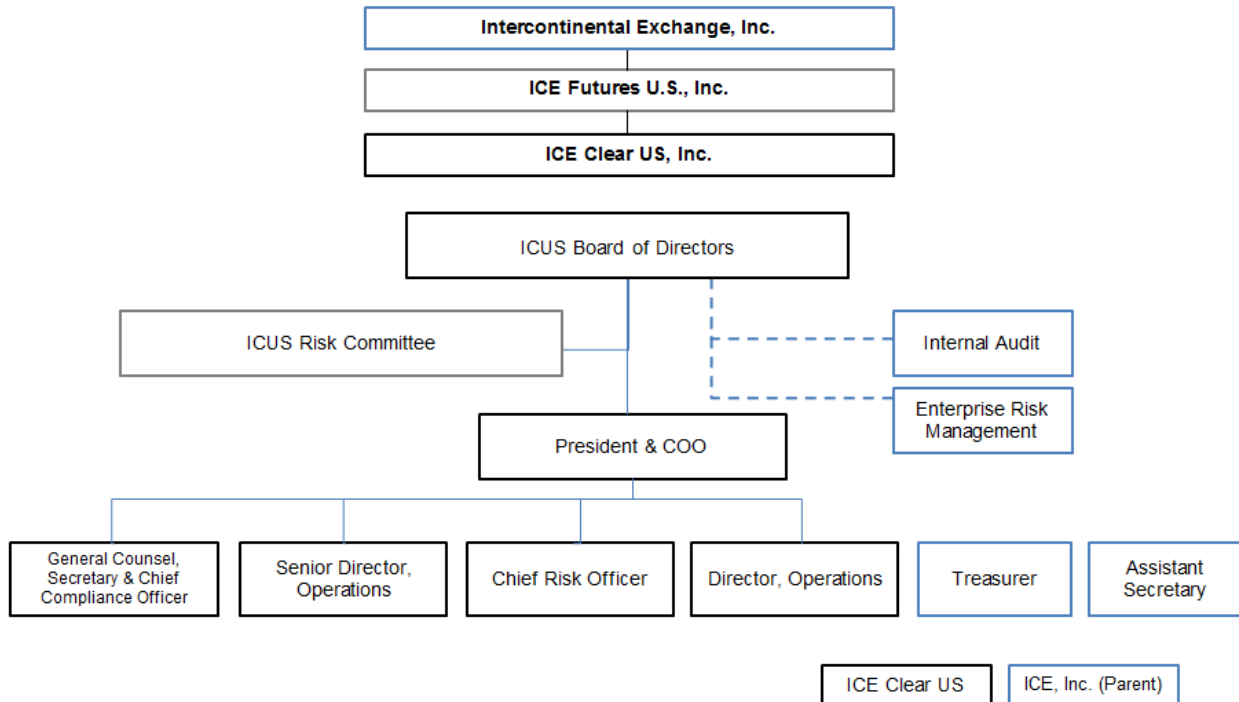 Intercontinental Exchange, Inc.
ICE Futures U.S., Inc.
ICE Clear US, Inc.
ICUS Board of Directors
ICUS Risk Committee
Internal Audit
Enterprise Risk
Management
President & COO
General Counsel,
Secretary & Chief
Compliance Officer
Senior Director,
Operations
Chief Risk Officer
Director, Operations
Treasurer
Assistant
Secretary
ICE Clear US
ICE, Inc. (Parent)